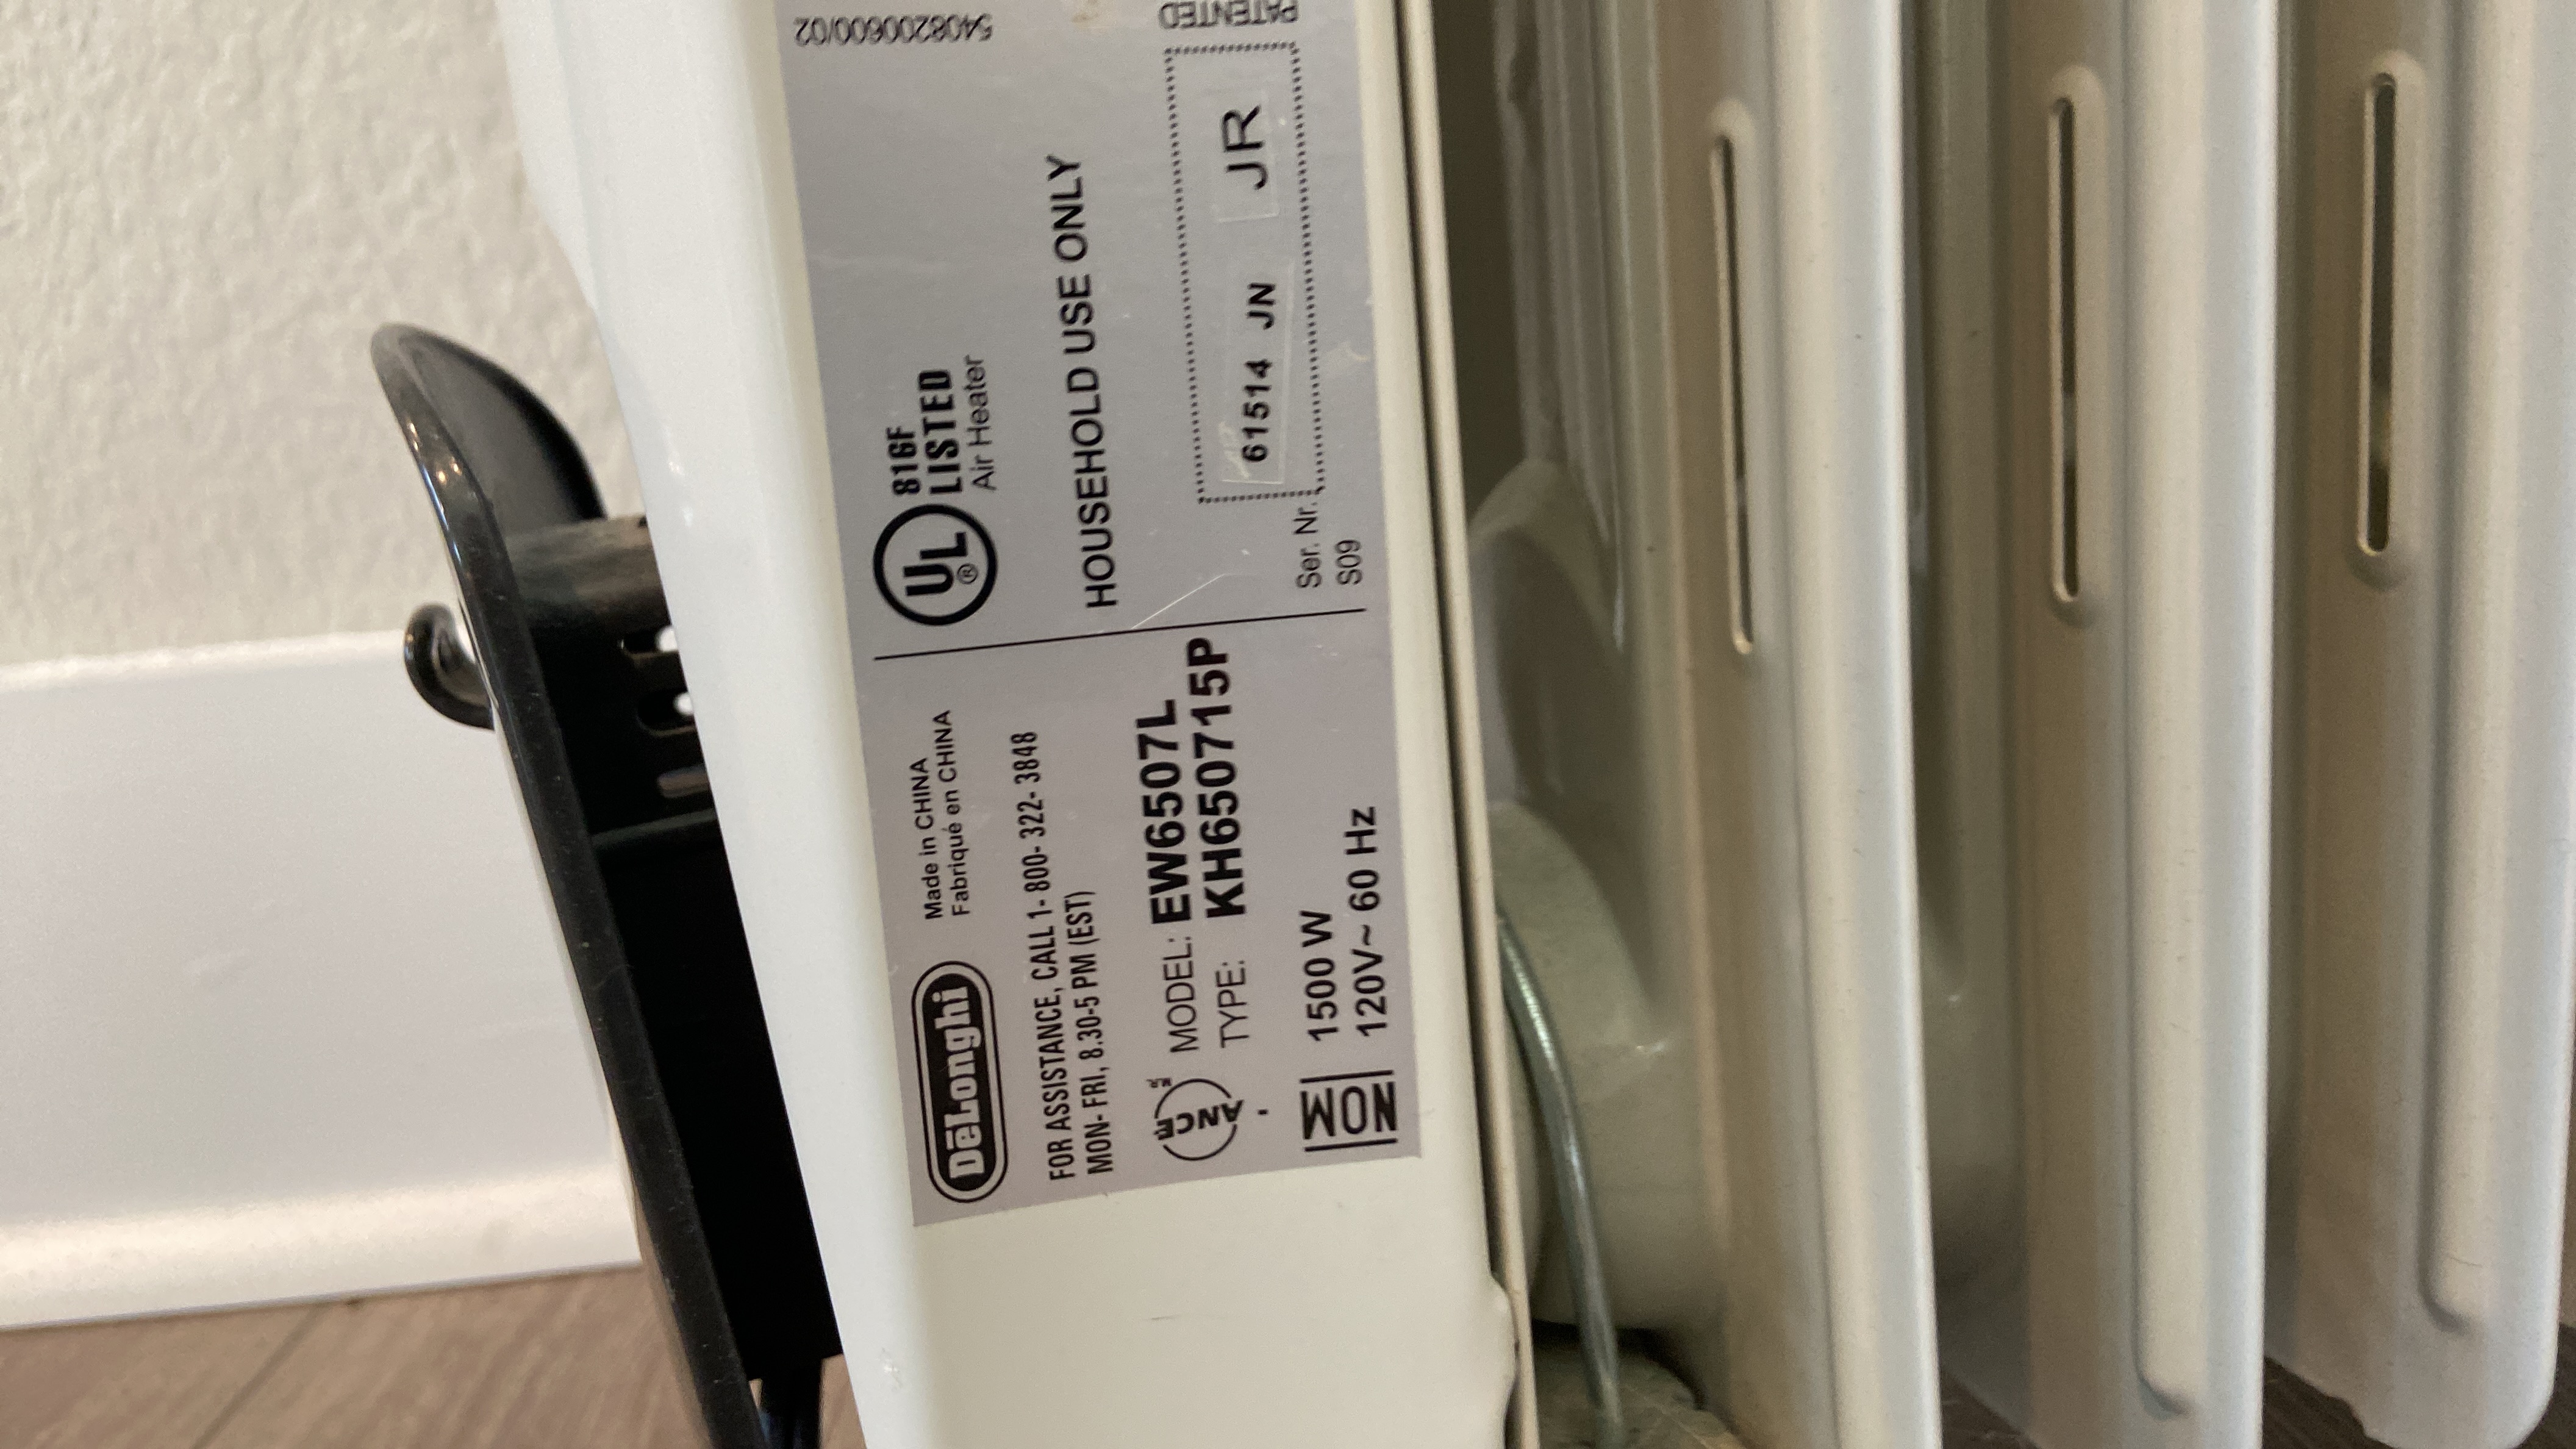 DeLonghi
Made in CHINA
Fabriqué en CHINA
FOR ASSISTANCE, CALL 1- 800- 322- 3848
MON- FRI, 8.30-5 PM (EST)
ANCE
MODEL: EW6507L
TYPE: KH650715P
NOM
1500 W
120V~ 60 Hz
UL®
816F
LISTED
Air Heater
HOUSEHOLD USE ONLY
Ser. Nr.
S09
61514 JN
JR
5408200600/02
PATENTED